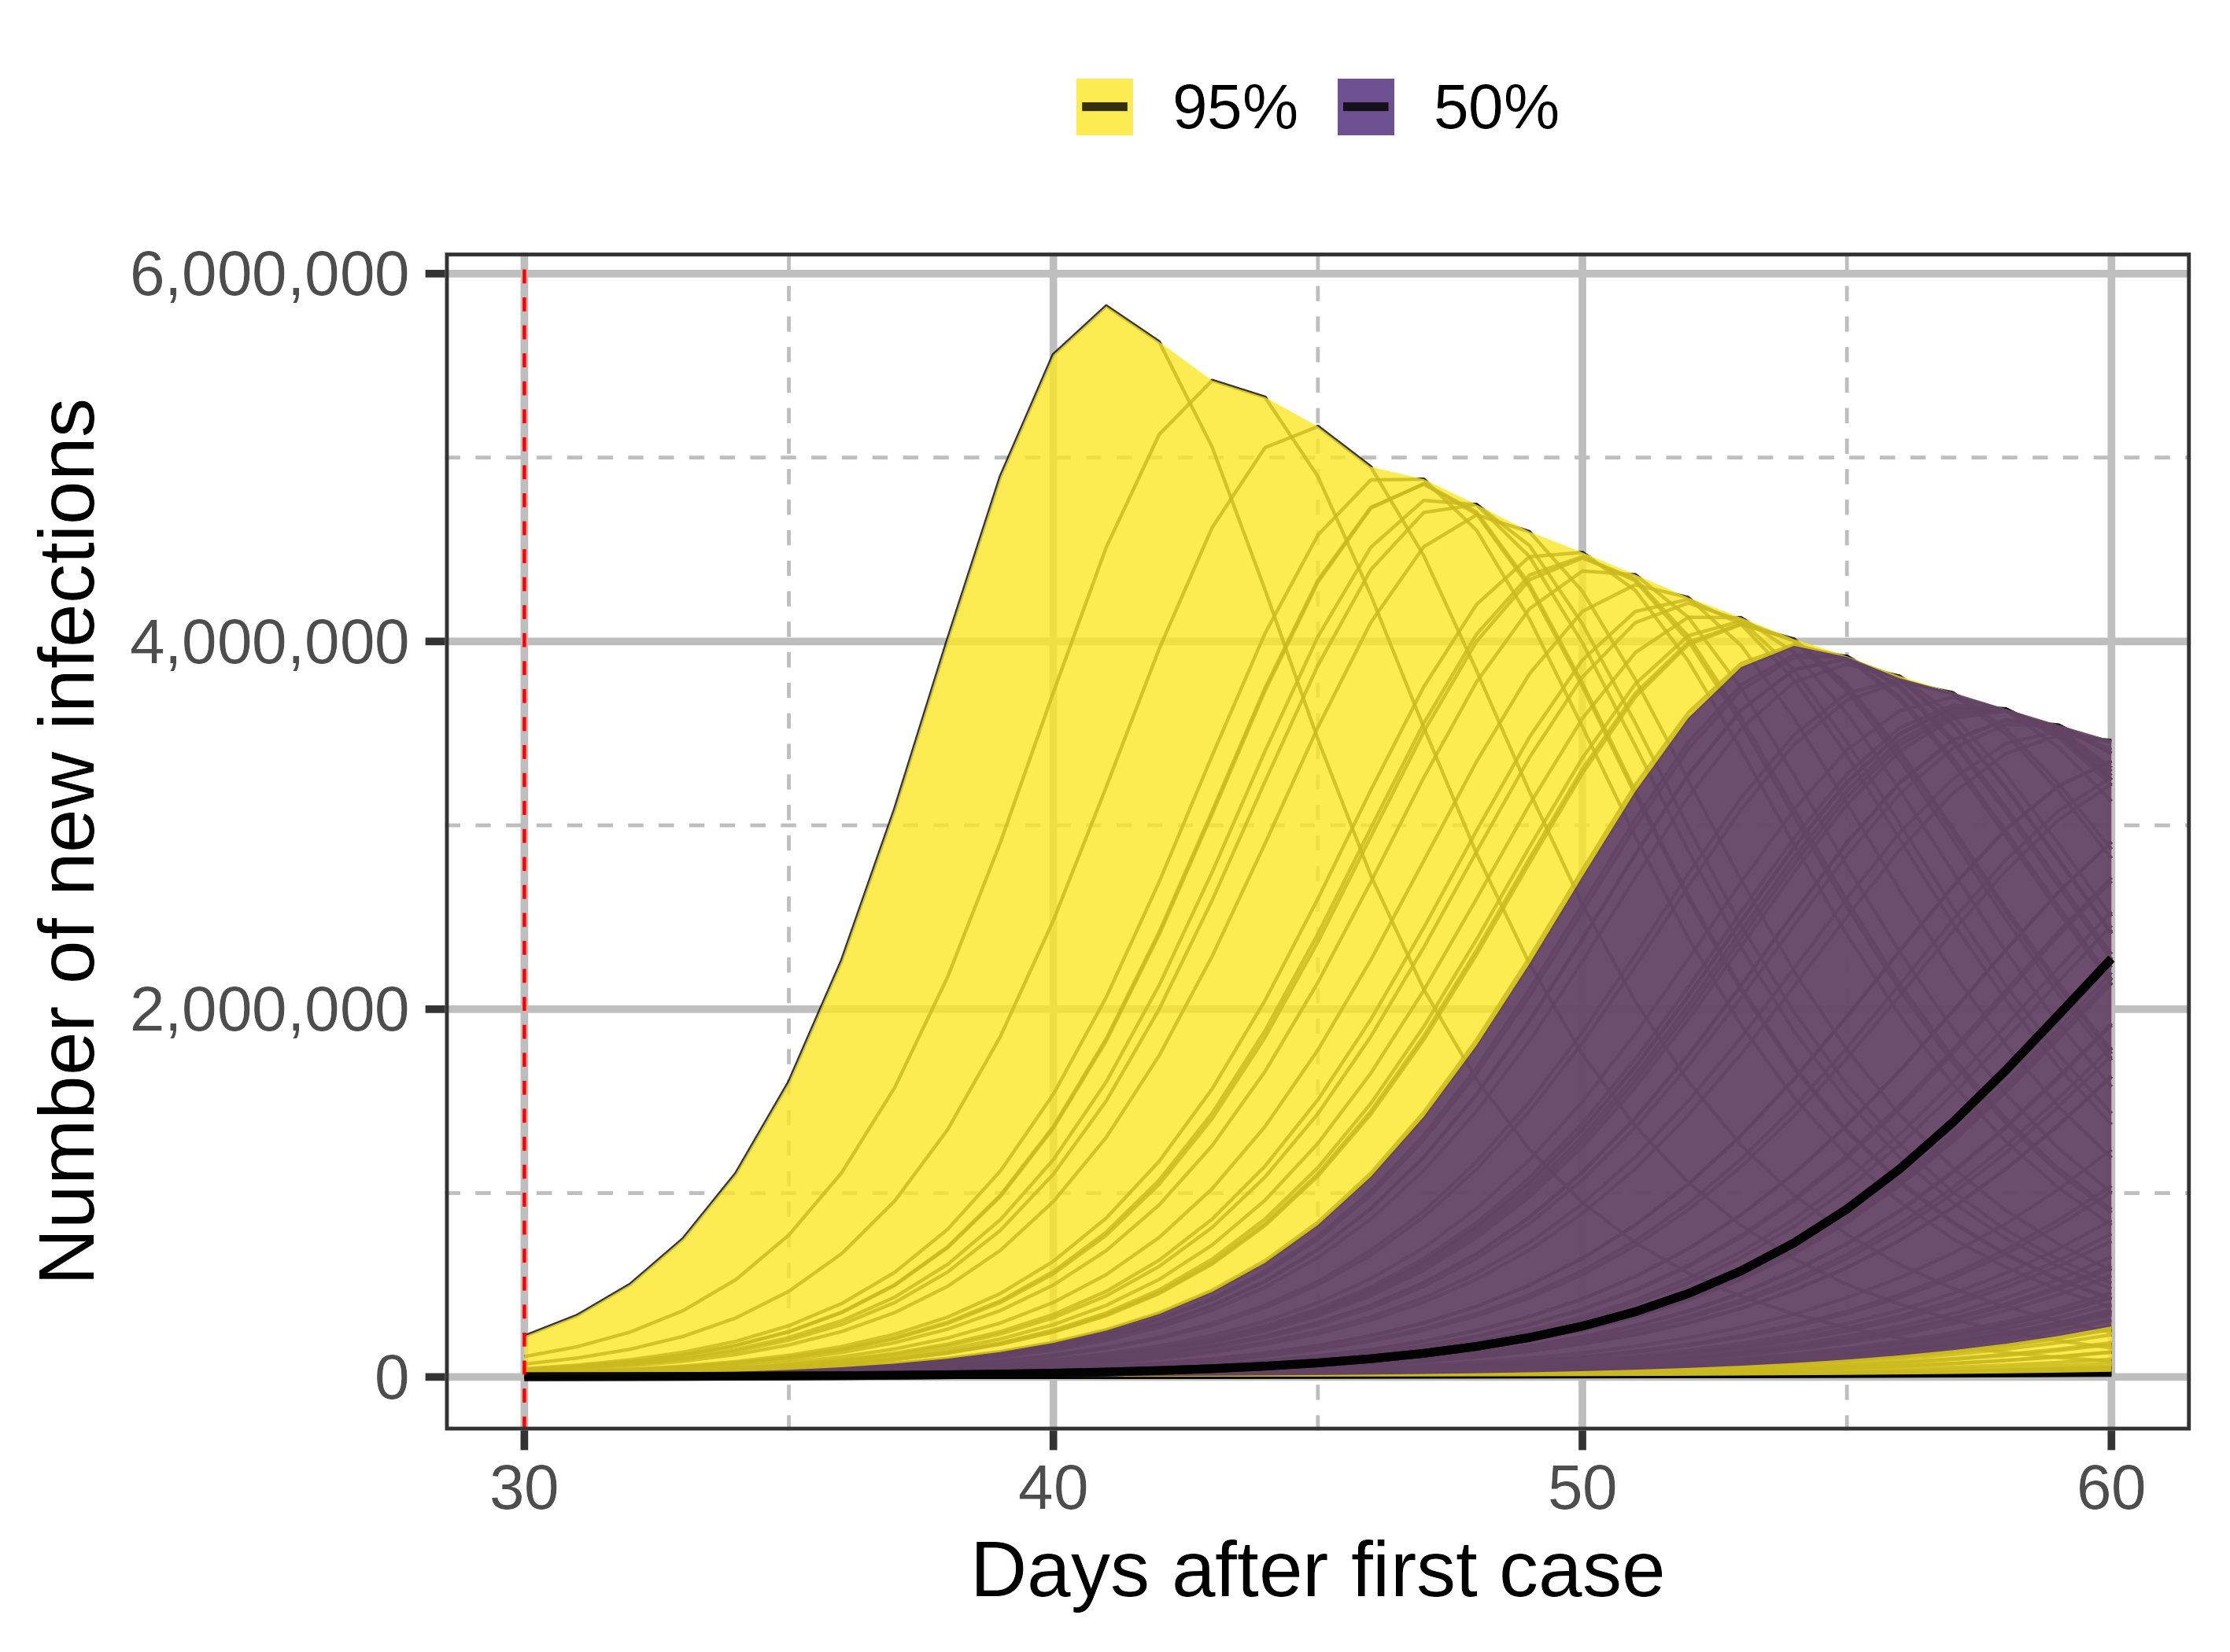 95% 50%
6,000,000
4,000,000
2,000,000
0
Number of new infections
30 40 50 60
Days after first case